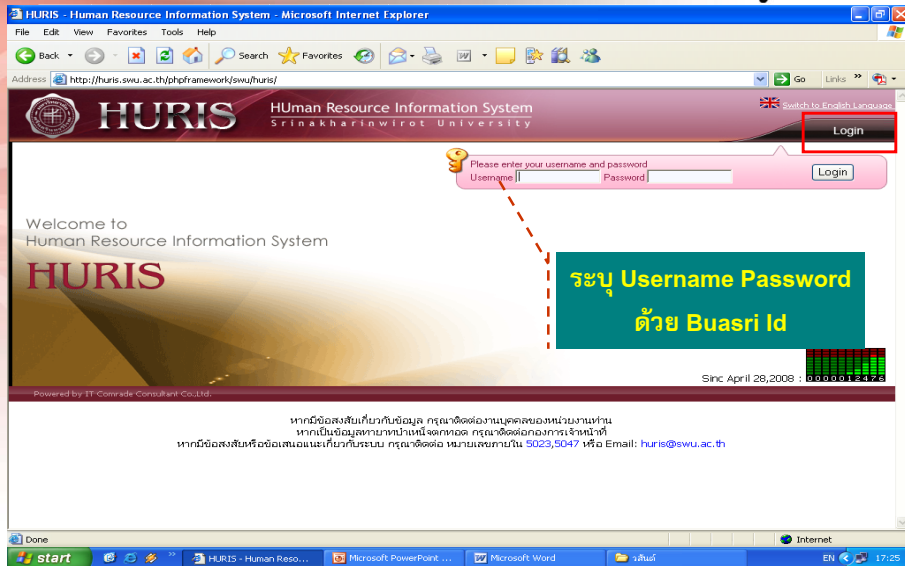 HURIS - Human Resource Information System - Microsoft Internet Explorer
File Edit View Favorites Tools Help
Back Search Favorites
Address http://huris.swu.ac.th/phpframework/swu/huris/ Go Links »
HURIS HUman Resource Information System
Srinakharinwirot University
Switch to English Language
Login
Please enter your username and password
Username Password Login
Welcome to
Human Resource Information System
HURIS
ระบุ Username Password
ด้วย Buasri Id
Sinc April 28,2008 : 0000012476
Powered by IT Comrade Consultant Co.,Ltd.
หากมีข้อสงสัยเกี่ยวกับข้อมูล กรุณาติดต่องานบุคคลของหน่วยงานท่าน
หากเป็นข้อมูลทายาทบำเหน็จตกทอด กรุณาติดต่อกองการเจ้าหน้าที่
หากมีข้อสงสัยหรือข้อเสนอแนะเกี่ยวกับระบบ กรุณาติดต่อ หมายเลขภายใน 5023,5047 หรือ Email: huris@swu.ac.th
Done Internet
start » HURIS - Human Reso... Microsoft PowerPoint ... Microsoft Word วสันต์ EN 17:25